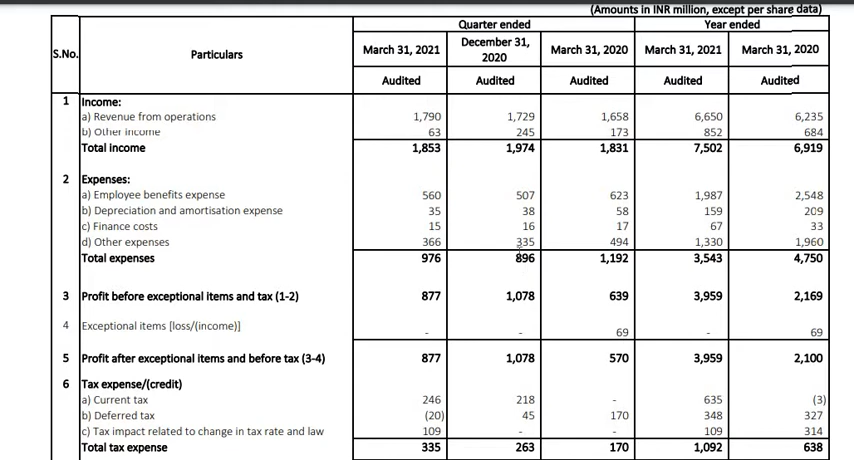 (Amounts in INR million, except per share data)
Quarter ended Year ended
S.No. Particulars March 31, 2021 December 31, 2020 March 31, 2020 March 31, 2021 March 31, 2020
Audited Audited Audited Audited Audited
1 Income:
a) Revenue from operations 1,790 1,729 1,658 6,650 6,235
b) Other income 63 245 173 852 684
Total income 1,853 1,974 1,831 7,502 6,919
2 Expenses:
a) Employee benefits expense 560 507 623 1,987 2,548
b) Depreciation and amortisation expense 35 38 58 159 209
c) Finance costs 15 16 17 67 33
d) Other expenses 366 335 494 1,330 1,960
Total expenses 976 896 1,192 3,543 4,750
3 Profit before exceptional items and tax (1-2) 877 1,078 639 3,959 2,169
4 Exceptional items [loss/(income)] - - 69 - 69
5 Profit after exceptional items and before tax (3-4) 877 1,078 570 3,959 2,100
6 Tax expense/(credit)
a) Current tax 246 218 - 635 (3)
b) Deferred tax (20) 45 170 348 327
c) Tax impact related to change in tax rate and law 109 - - 109 314
Total tax expense 335 263 170 1,092 638